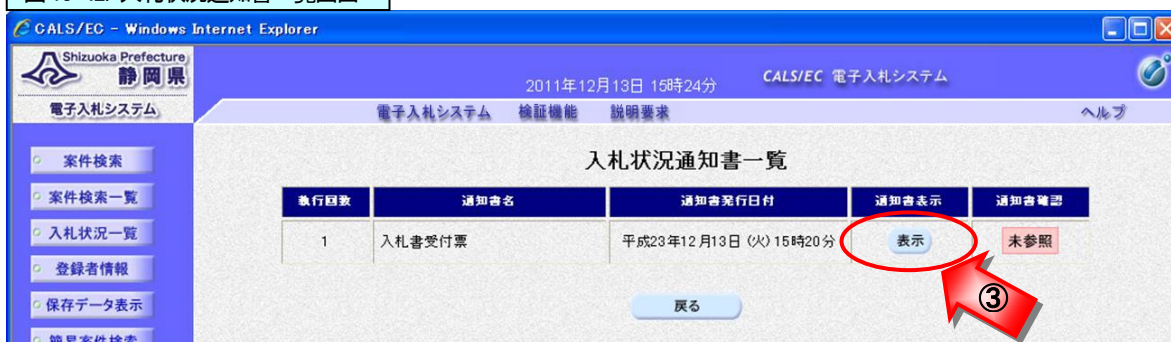 CALS/EC - Windows Internet Explorer
Shizuoka Prefecture
静岡県
2011年12月13日 15時24分
CALS/EC 電子入札システム
電子入札システム
電子入札システム 検証機能 説明要求 ヘルプ
案件検索
入札状況通知書一覧
案件検索一覧
執行回数 通知書名 通知書発行日付 通知書表示 通知書確認
入札状況一覧
1 入札書受付票 平成23年12月13日 (火) 15時20分 表示 未参照
登録者情報
保存データ表示
戻る
③